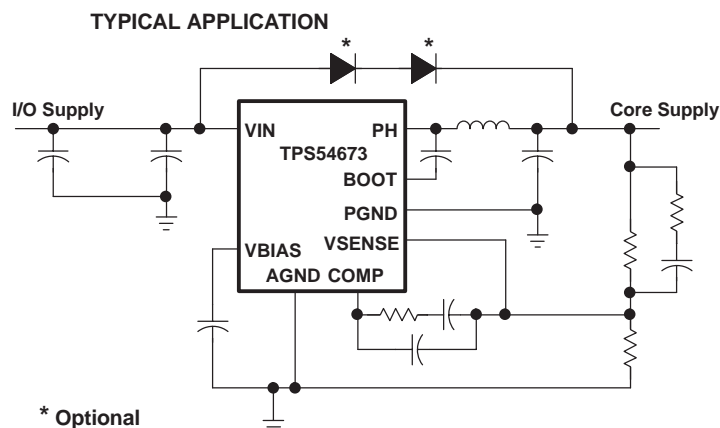 TYPICAL APPLICATION
* *
I/O Supply
Core Supply
VIN PH
TPS54673
BOOT
PGND
VSENSE
VBIAS
AGND COMP
* Optional